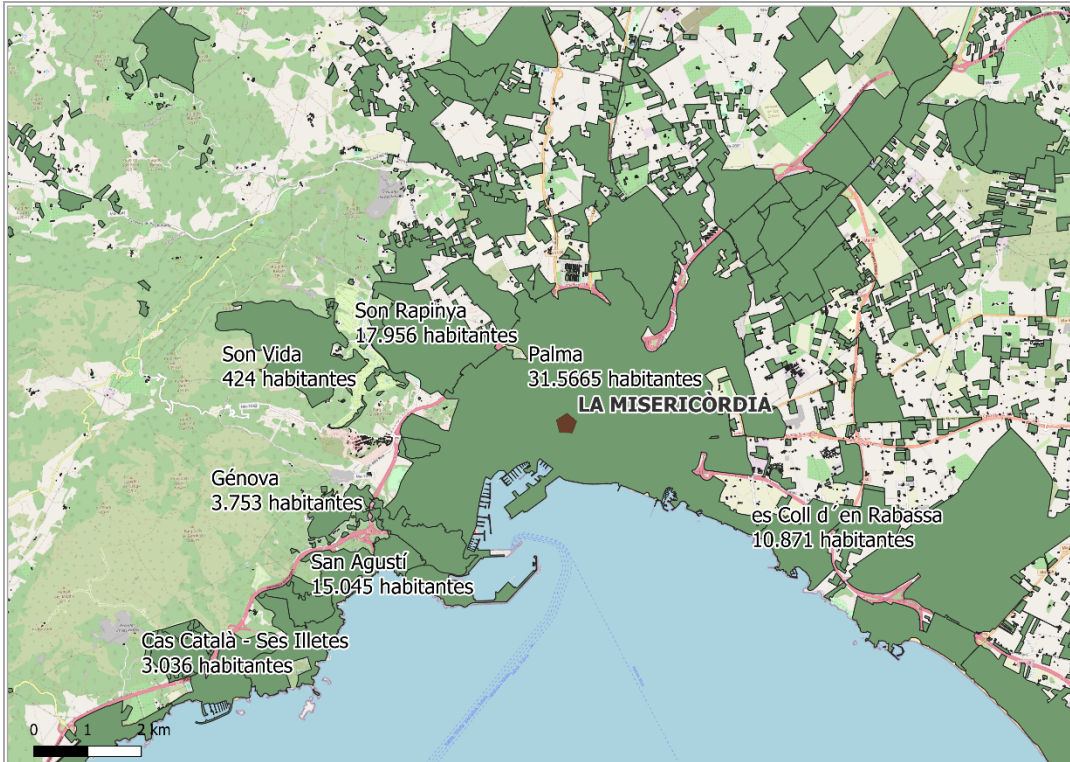 Son Rapinya
17.956 habitantes
Son Vida
424 habitantes
Palma
31.5665 habitantes
LA MISERICÒRDIA
Génova
3.753 habitantes
es Coll d´en Rabassa
10.871 habitantes
San Agustí
15.045 habitantes
Cas Català - Ses Illetes
3.036 habitantes
0 1 2 km